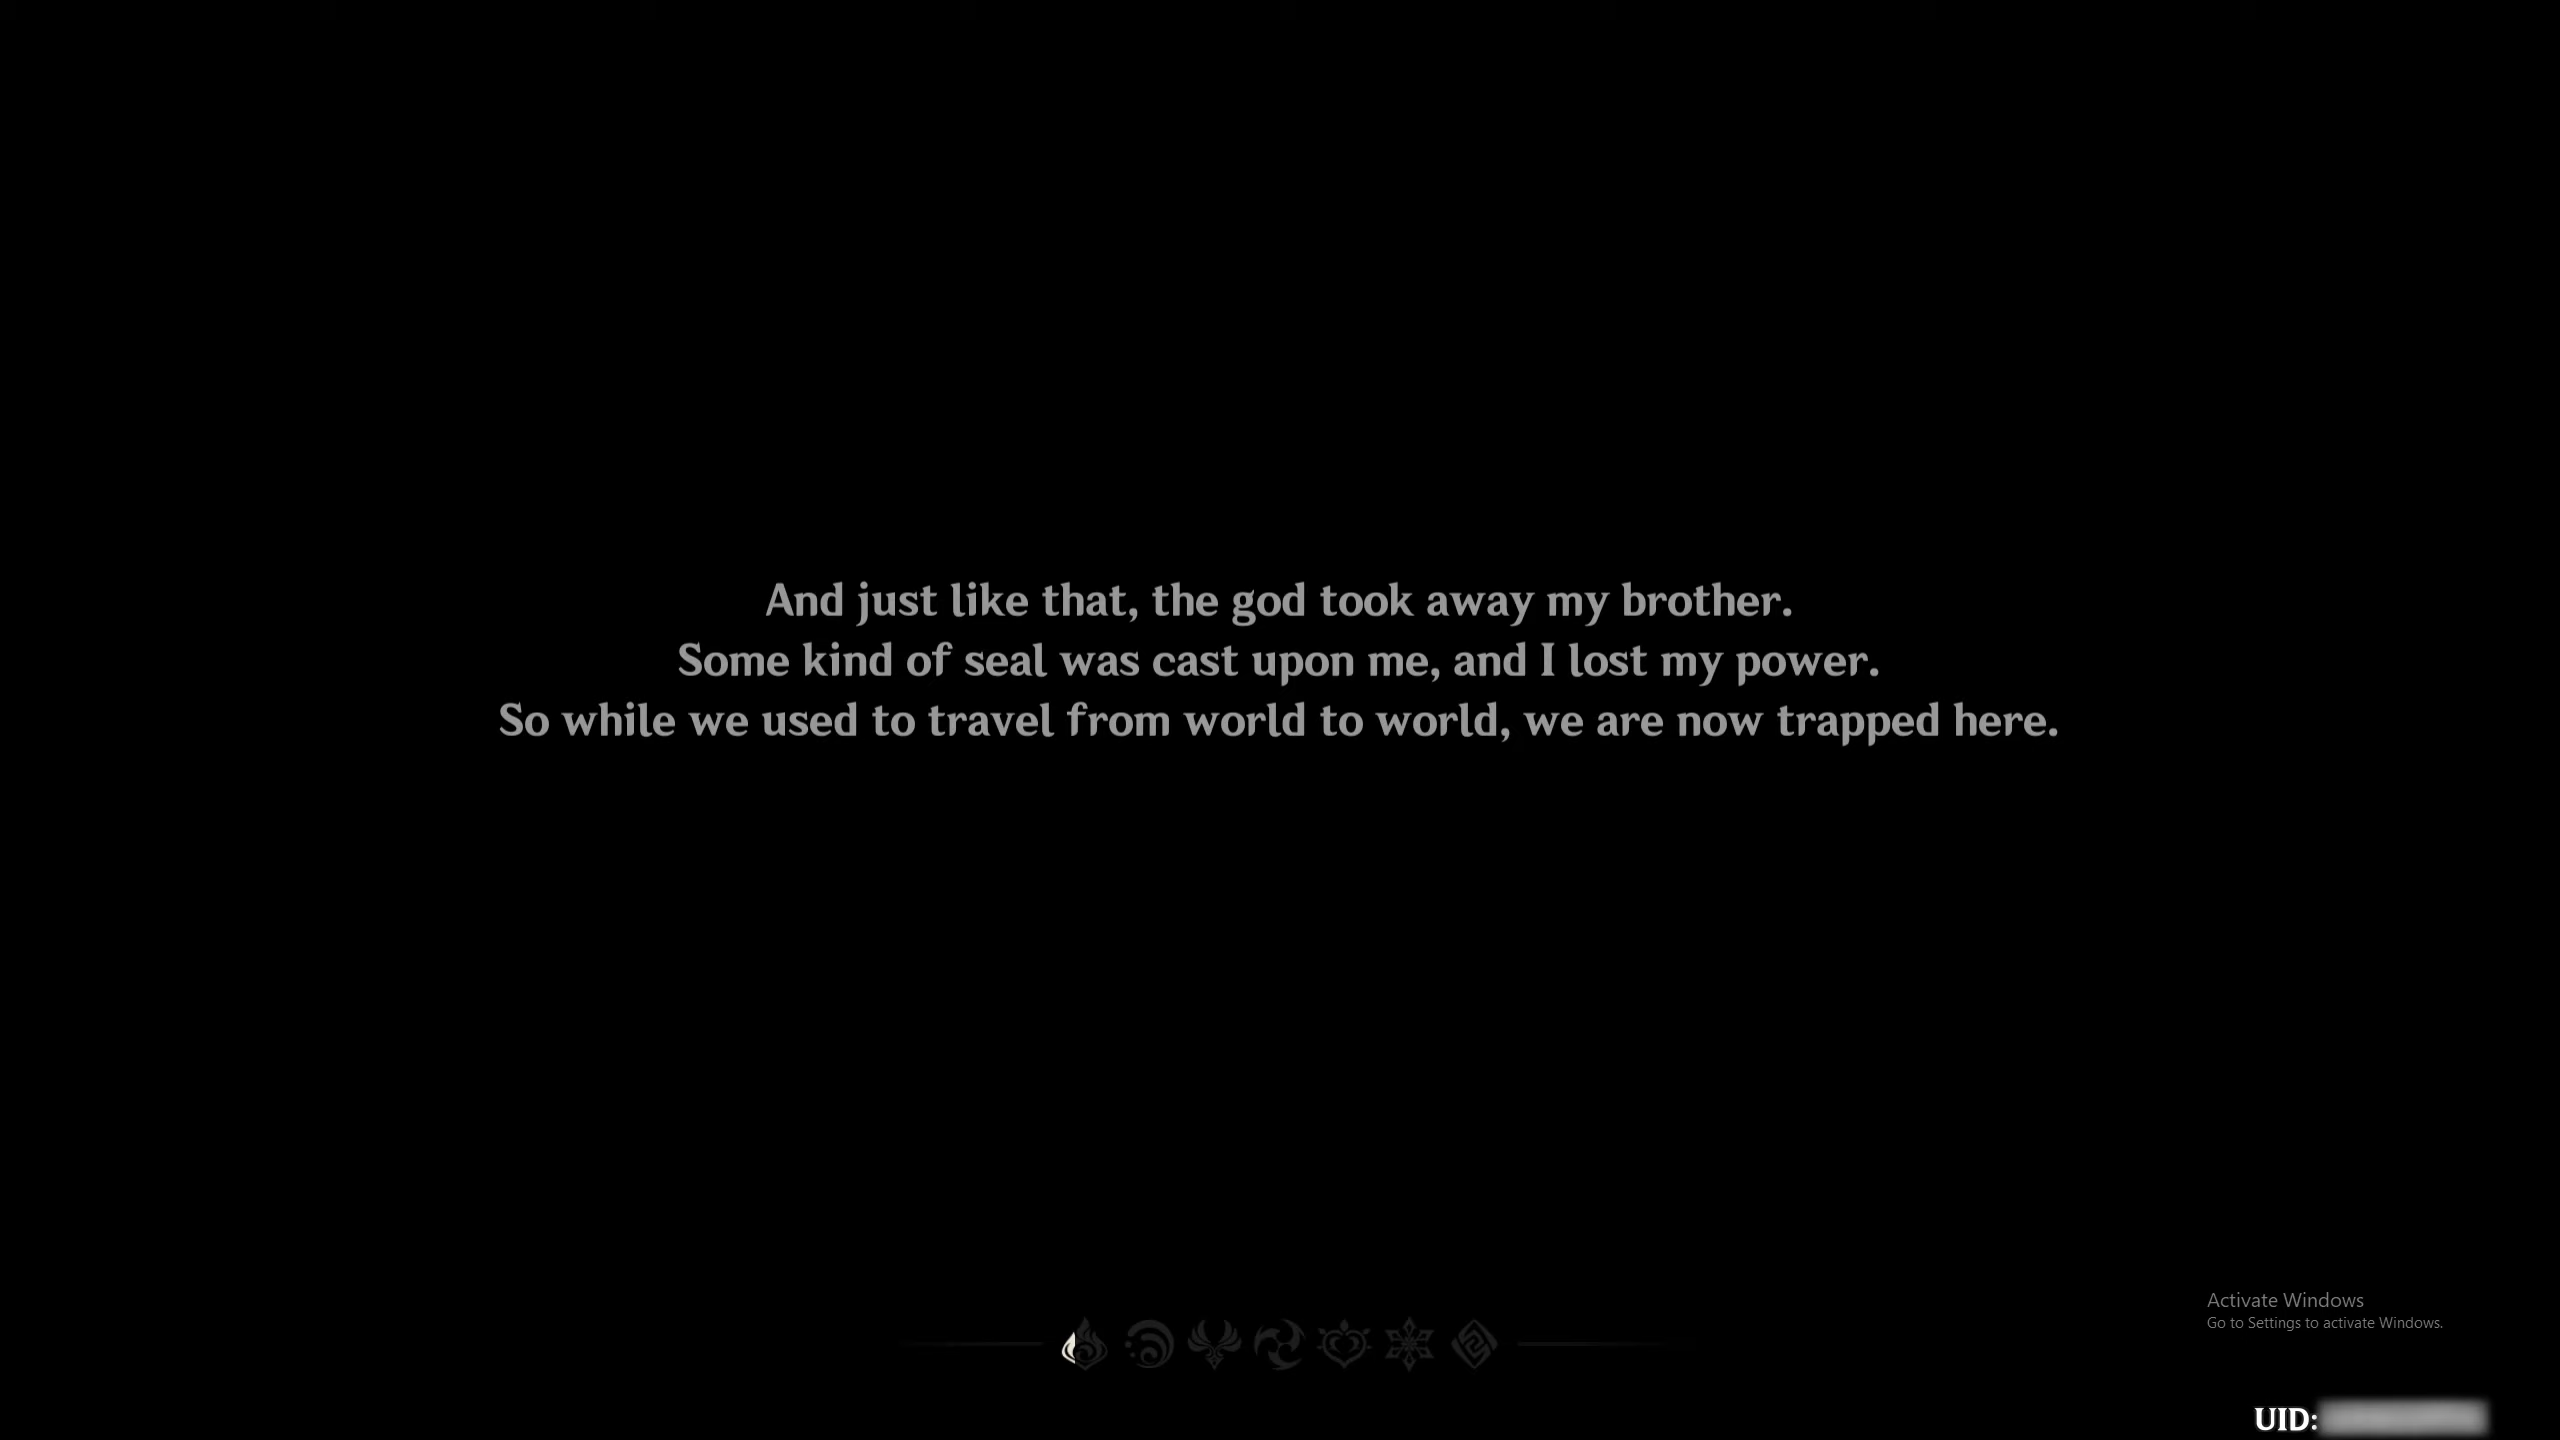 And just like that, the god took away my brother.
Some kind of seal was cast upon me, and I lost my power.
So while we used to travel from world to world, we are now trapped here.
Activate Windows
Go to Settings to activate Windows.
UID: